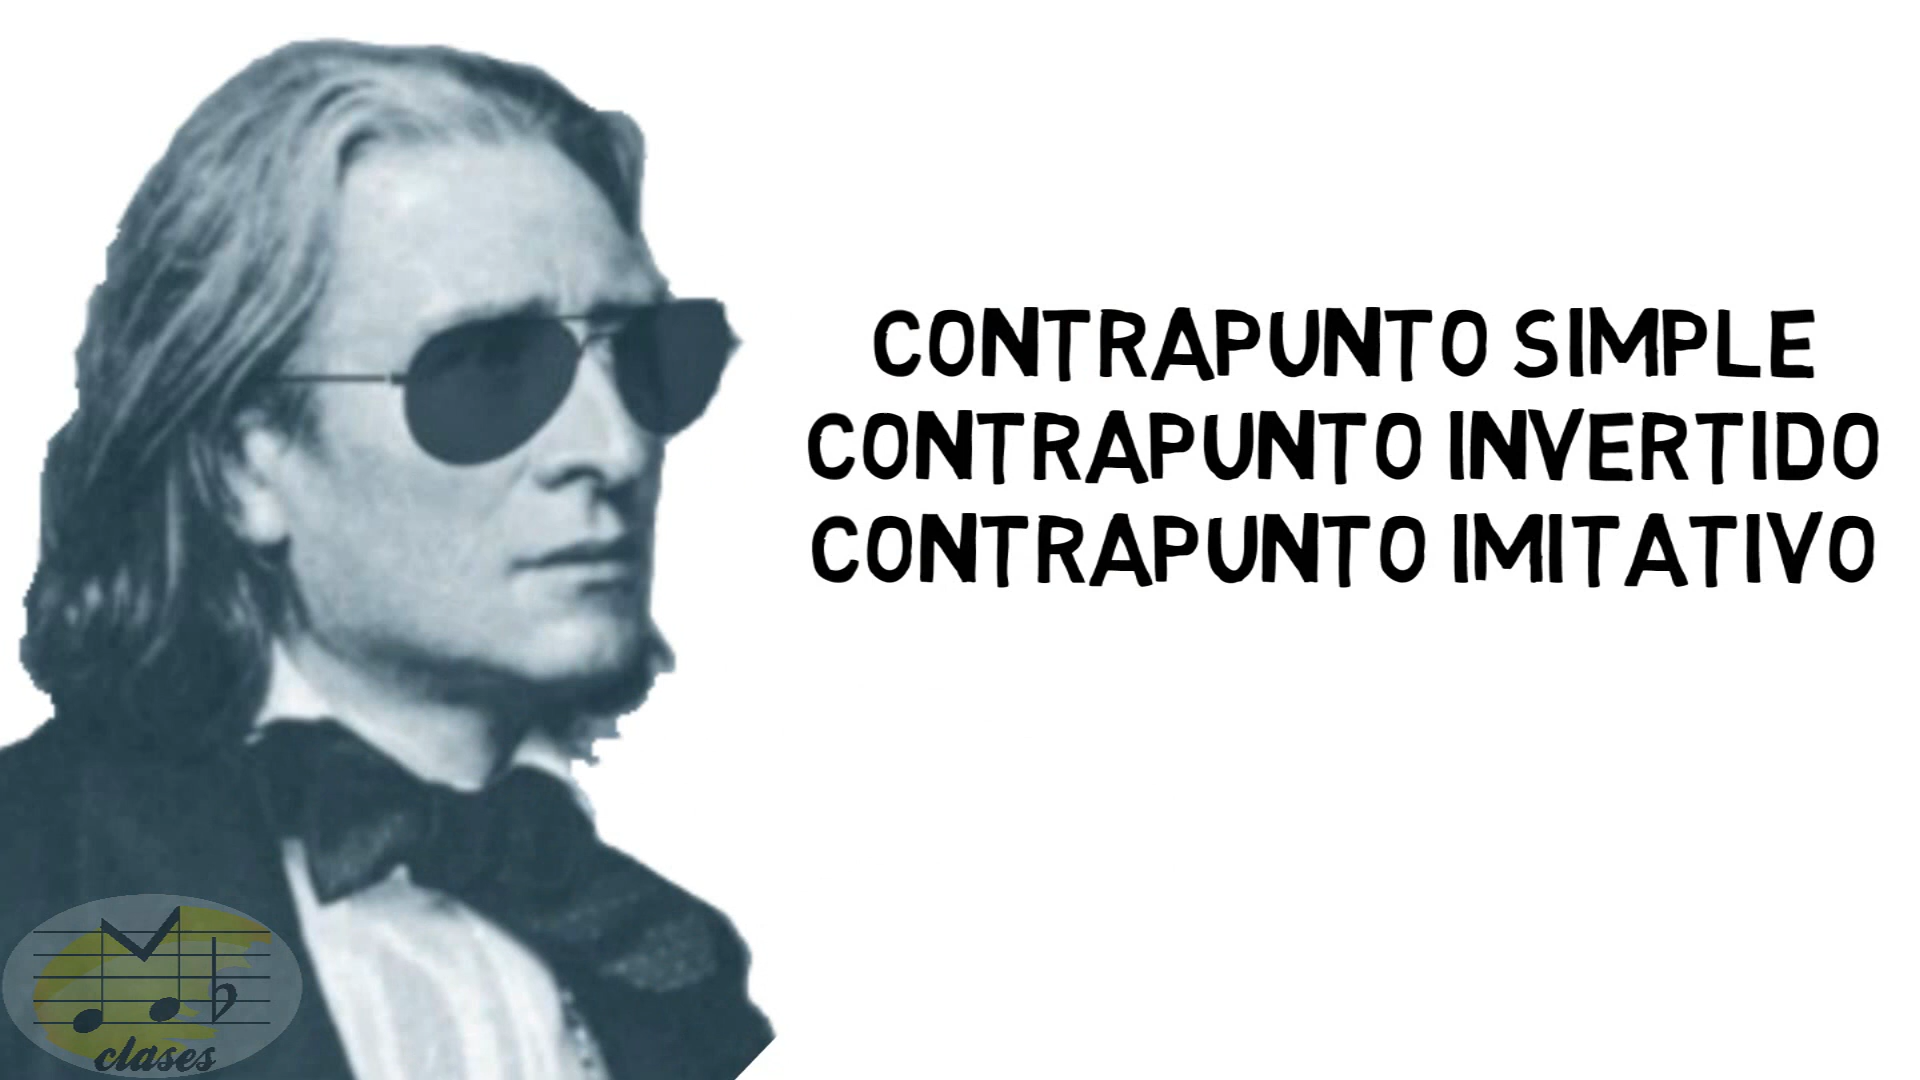 CONTRAPUNTO SIMPLE
CONTRAPUNTO INVERTIDO
CONTRAPUNTO IMITATIVO
clases